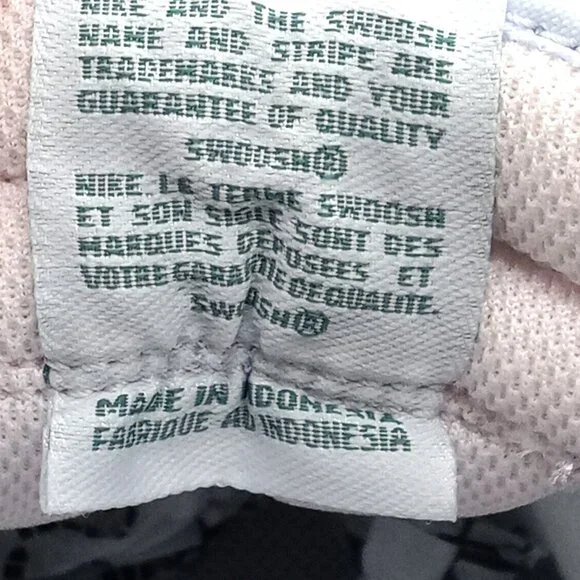 NIKE AND THE SWOOSH
NAME AND STRIPE ARE
TRADEMARKS AND YOUR
GUARANTEE OF QUALITY
SWOOSH®
NIKE, LE TERME SWOOSH
ET SON SIGLE SONT DES
MARQUES DEPOSEES ET
VOTRE GARANTIE DE QUALITE.
SWOOSH®
MADE IN INDONESIA
FABRIQUE AU INDONESIA